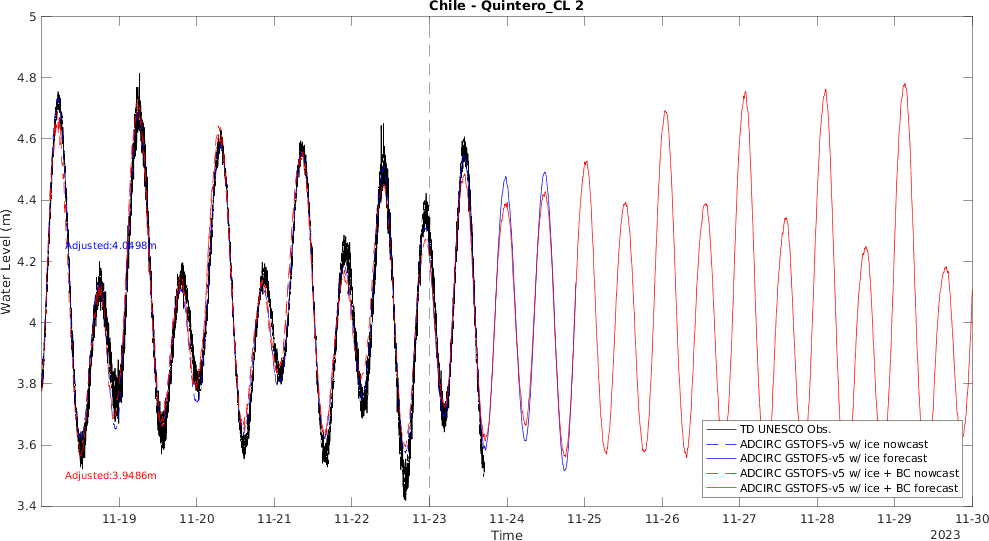 Chile - Quintero_CL 2
5
4.8
4.6
4.4
4.2
4
3.8
3.6
3.4
Water Level (m)
Adjusted:4.0498m
Adjusted:3.9486m
TD UNESCO Obs.
ADCIRC GSTOFS-v5 w/ ice nowcast
ADCIRC GSTOFS-v5 w/ ice forecast
ADCIRC GSTOFS-v5 w/ ice + BC nowcast
ADCIRC GSTOFS-v5 w/ ice + BC forecast
11-19
11-20
11-21
11-22
11-23
11-24
11-25
11-26
11-27
11-28
11-29
11-30
Time
2023